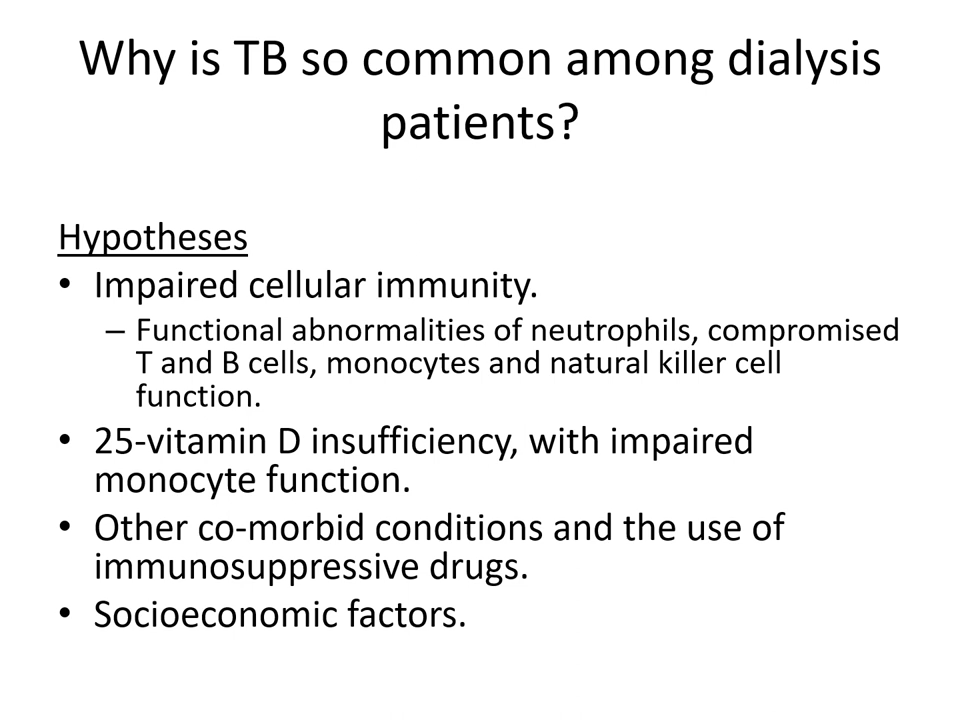 Why is TB so common among dialysis
patients?
Hypotheses
• Impaired cellular immunity.
– Functional abnormalities of neutrophils, compromised
T and B cells, monocytes and natural killer cell
function.
• 25-vitamin D insufficiency, with impaired
monocyte function.
• Other co-morbid conditions and the use of
immunosuppressive drugs.
• Socioeconomic factors.